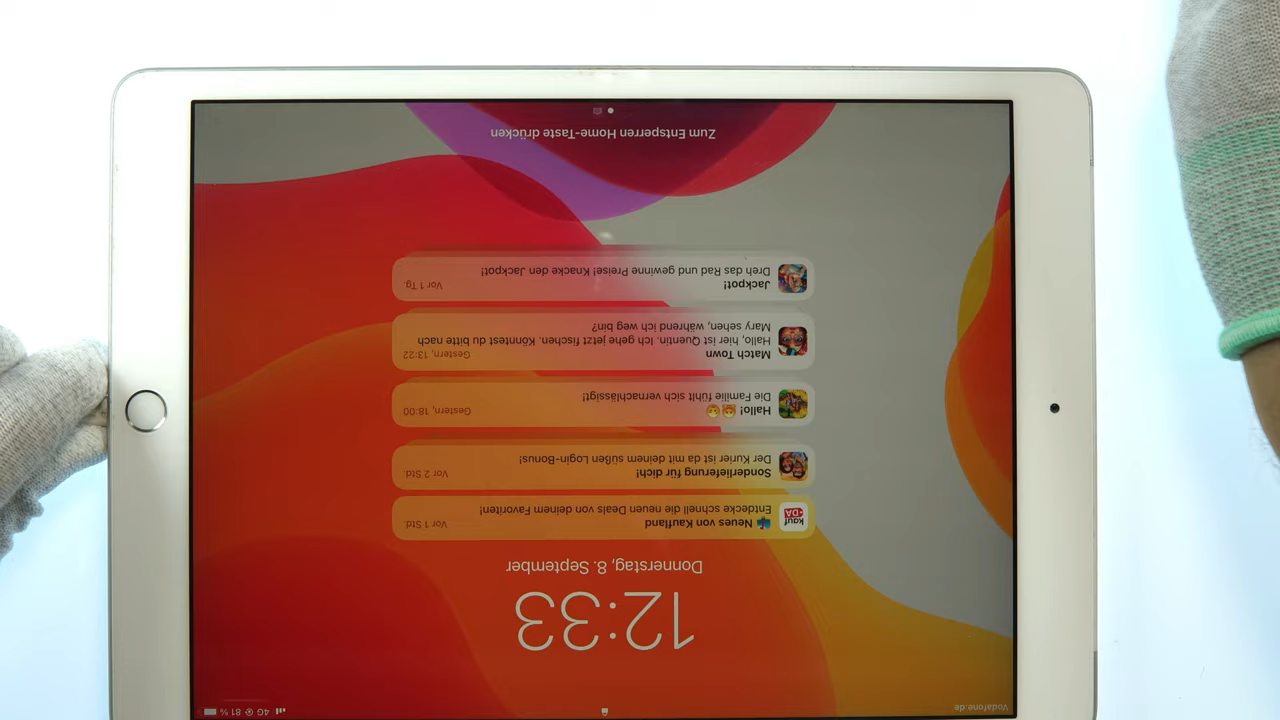 Vodafone.de
4G 81 %
12:33
Donnerstag, 8. September
kauf
DA
Neues von Kaufland
Vor 1 Std.
Entdecke schnell die neuen Deals von deinem Favoriten!
Sonderlieferung für dich!
Vor 2 Std.
Der Kurier ist da mit deinem süßen Login-Bonus!
Hallo! 
Gestern, 18:00
Die Familie fühlt sich vernachlässigt!
Match Town
Gestern, 13:22
Hallo, hier ist Quentin. Ich gehe jetzt fischen. Könntest du bitte nach
Mary sehen, während ich weg bin?
Jackpot!
Vor 1 Tg.
Dreh das Rad und gewinne Preise! Knacke den Jackpot!
Zum Entsperren Home-Taste drücken